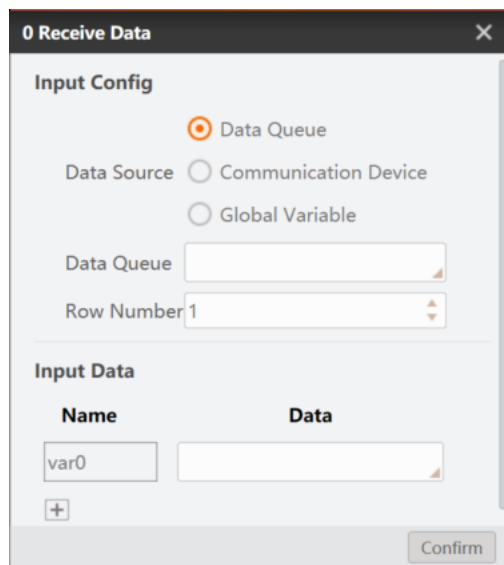 0 Receive Data
Input Config
Data Queue
Data Source Communication Device
Global Variable
Data Queue
Row Number 1
Input Data
Name Data
var0
Confirm